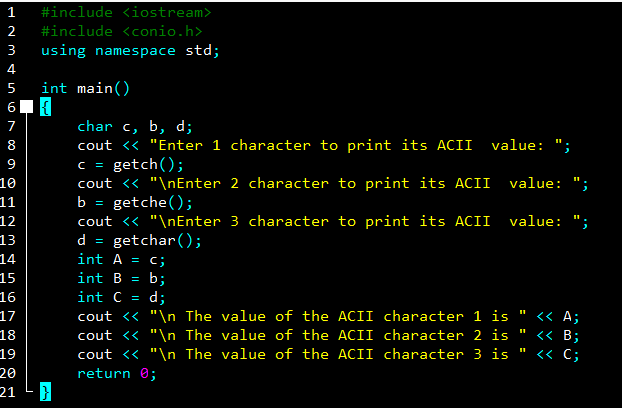 1 #include <iostream>
2 #include <conio.h>
3 using namespace std;
4
5 int main()
6 {
7 char c, b, d;
8 cout << "Enter 1 character to print its ACII  value: ";
9 c = getch();
10 cout << "\nEnter 2 character to print its ACII  value: ";
11 b = getche();
12 cout << "\nEnter 3 character to print its ACII  value: ";
13 d = getchar();
14 int A = c;
15 int B = b;
16 int C = d;
17 cout << "\n The value of the ACII character 1 is " << A;
18 cout << "\n The value of the ACII character 2 is " << B;
19 cout << "\n The value of the ACII character 3 is " << C;
20 return 0;
21 }